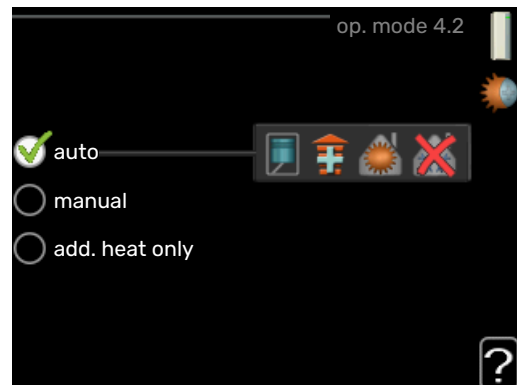 op. mode 4.2
auto
manual
add. heat only
?